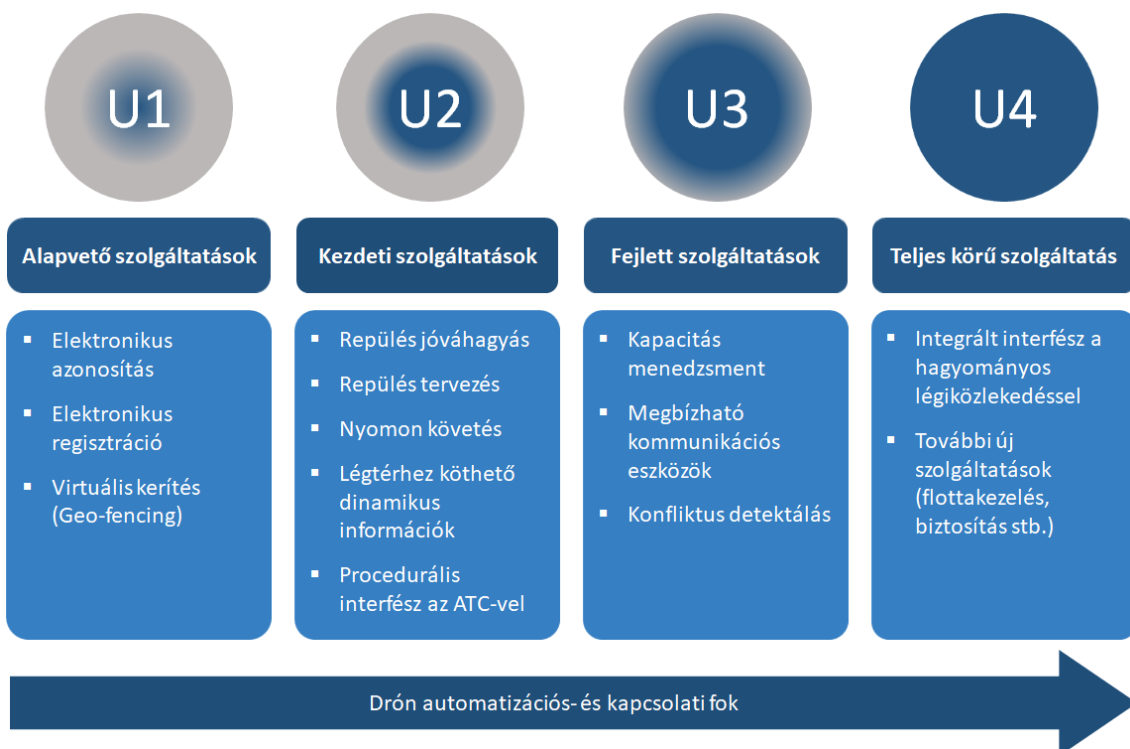 U1
U2
U3
U4
Alapvető szolgáltatások
Kezdeti szolgáltatások
Fejlett szolgáltatások
Teljes körű szolgáltatás
▪ Elektronikus
azonosítás
▪ Elektronikus
regisztráció
▪ Virtuális kerítés
(Geo-fencing)
▪ Repülés jóváhagyás
▪ Repülés tervezés
▪ Nyomon követés
▪ Légtérhez köthető
dinamikus
információk
▪ Procedurális
interfész az ATC-vel
▪ Kapacitás
menedzsment
▪ Megbízható
kommunikációs
eszközök
▪ Konfliktus detektálás
▪ Integrált interfész a
hagyományos
légiközlekedéssel
▪ További új
szolgáltatások
(flottakezelés,
biztosítás stb.)
Drón automatizációs- és kapcsolati fok